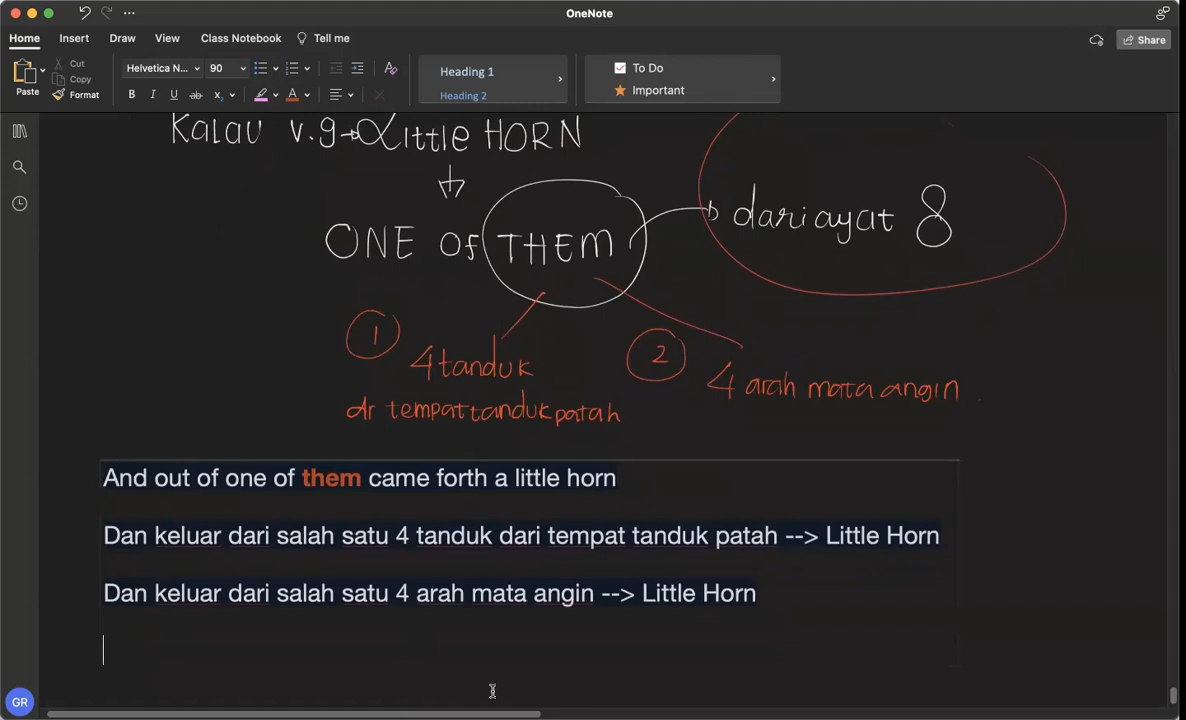 OneNote
Home Insert Draw View Class Notebook Tell me
Share
Paste
Cut
Copy
Format
Helvetica N... 90
B I U ab x A
Heading 1
Heading 2
To Do
Important
Kalau v.9 Little HORN
ONE Of THEM
dari ayat 8
1
4 tanduk
dr tempat tanduk patah
2
4 arah mata angin
And out of one of them came forth a little horn
Dan keluar dari salah satu 4 tanduk dari tempat tanduk patah --> Little Horn
Dan keluar dari salah satu 4 arah mata angin --> Little Horn
GR